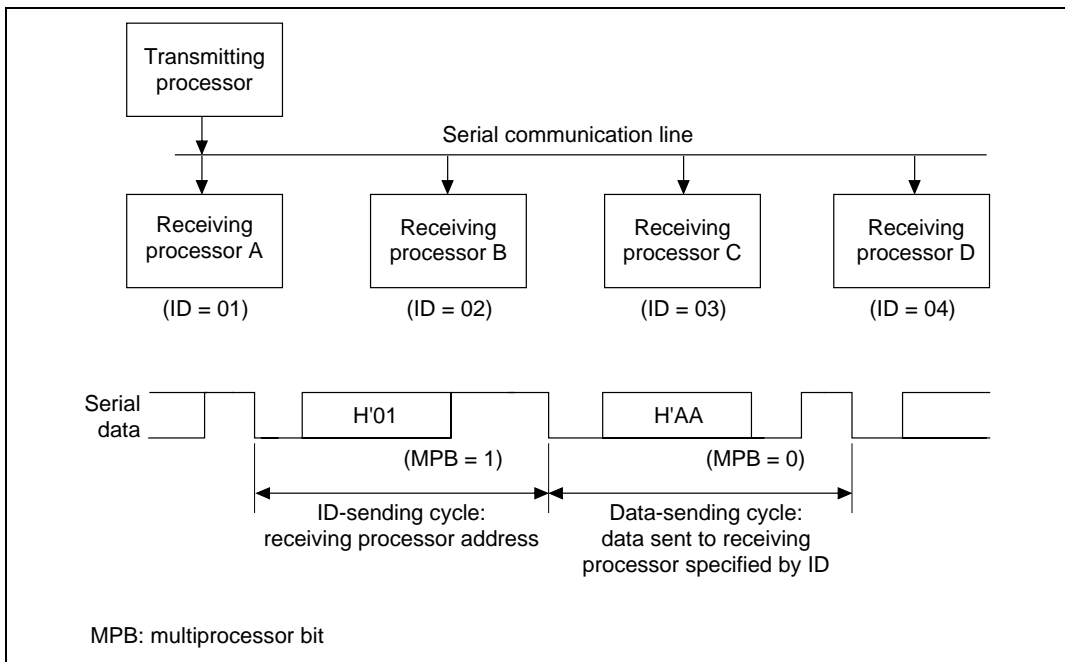 Transmitting
processor
Serial communication line
Receiving
processor A
Receiving
processor B
Receiving
processor C
Receiving
processor D
(ID = 01)
(ID = 02)
(ID = 03)
(ID = 04)
Serial
data
H'01
H'AA
(MPB = 1)
(MPB = 0)
ID-sending cycle:
receiving processor address
Data-sending cycle:
data sent to receiving
processor specified by ID
MPB: multiprocessor bit